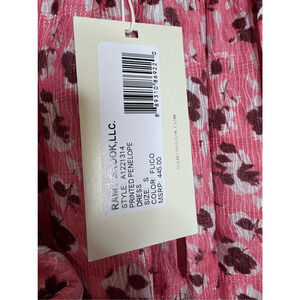 RAMY BROOK,LLC.
STYLE: A1221314
PRINTED PENELOPE
DRESS
SIZE: S
COLOR: FLICO
MSRP: 445.00